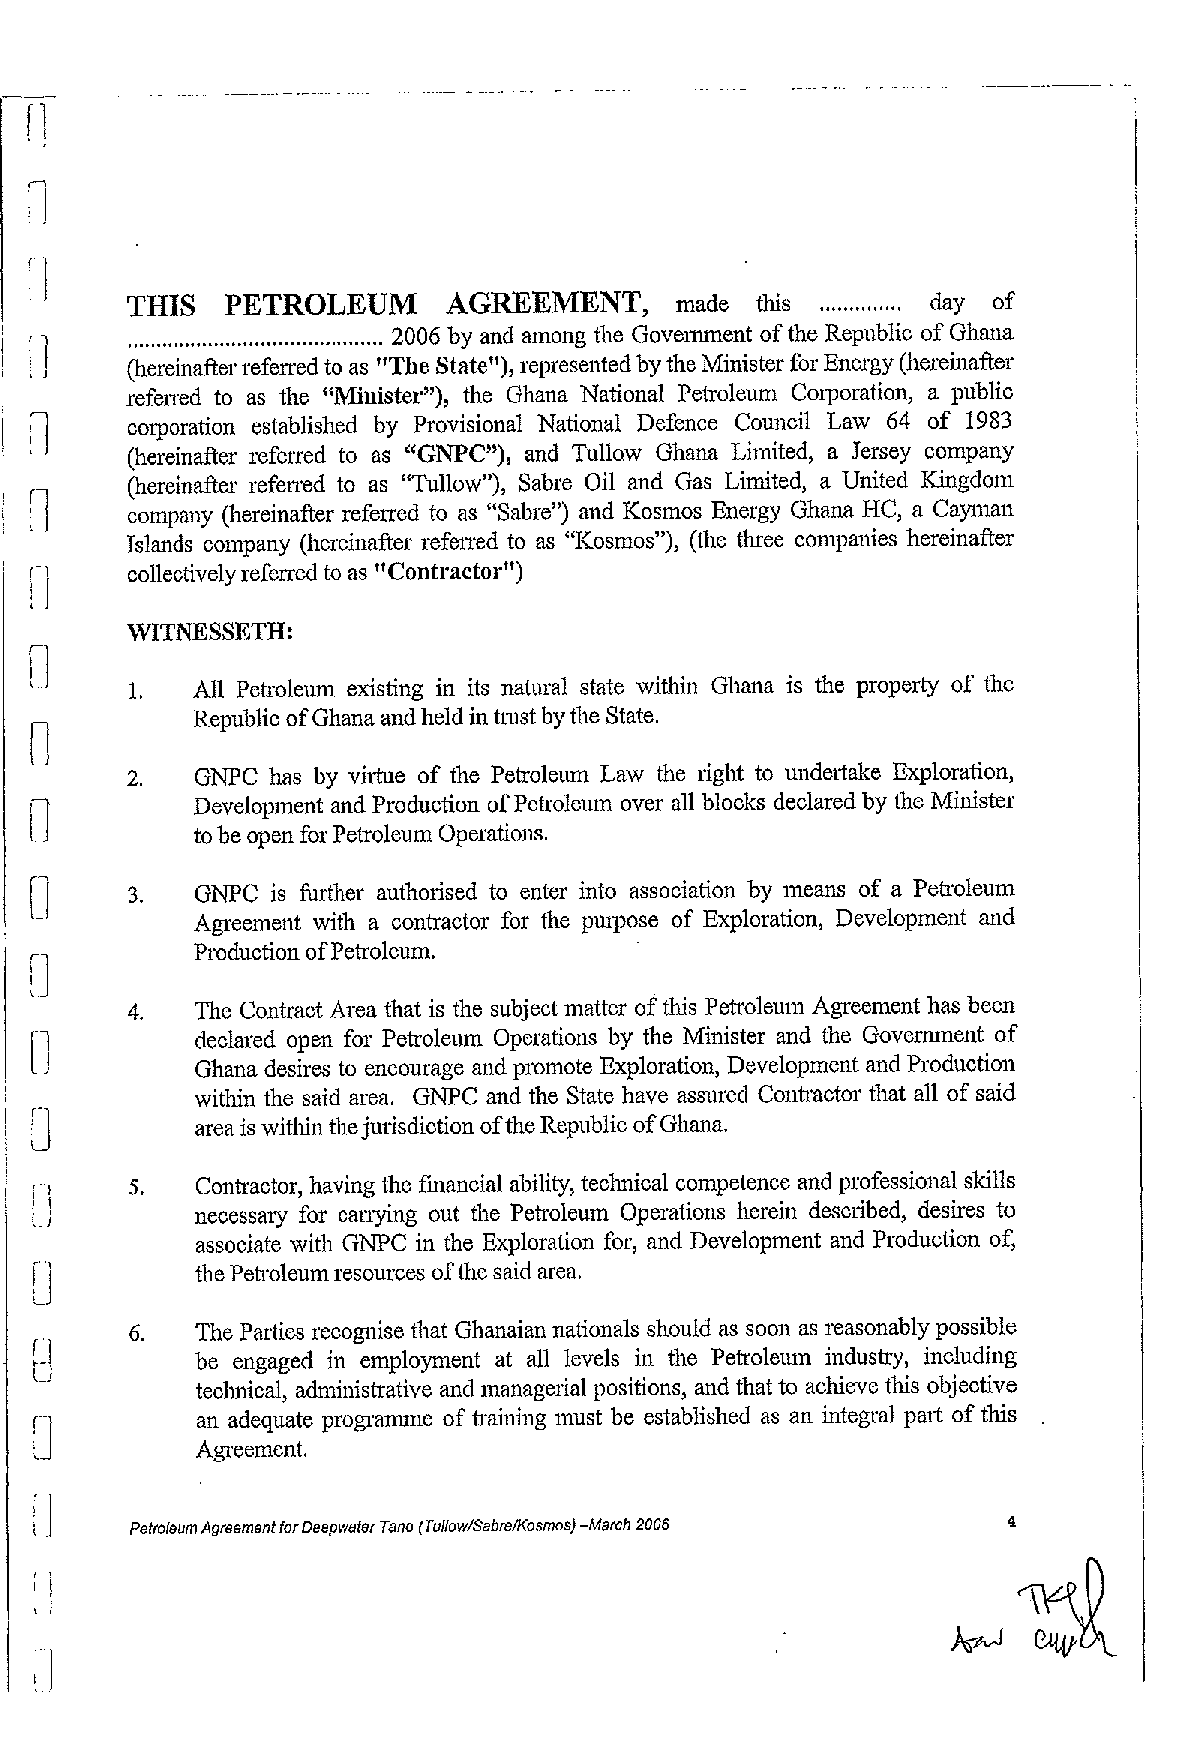 THIS PETROLEUM AGREEMENT, made this ............. day of
............................................ 2006 by and among the Government of the Republic of Ghana
(hereinafter referred to as "The State"), represented by the Minister for Energy (hereinafter
referred to as the “Minister”), the Ghana National Petroleum Corporation, a public
corporation established by Provisional National Defence Council Law 64 of 1983
(hereinafter referred to as “GNPC”), and Tullow Ghana Limited, a Jersey company
(hereinafter referred to as “Tullow”), Sabre Oil and Gas Limited, a United Kingdom
company (hereinafter referred to as “Sabre”) and Kosmos Energy Ghana HC, a Cayman
Islands company (hereinafter referred to as “Kosmos”), (the three companies hereinafter
collectively referred to as "Contractor")
WITNESSETH:
1. All Petroleum existing in its natural state within Ghana is the property of the
Republic of Ghana and held in trust by the State.
2. GNPC has by virtue of the Petroleum Law the right to undertake Exploration,
Development and Production of Petroleum over all blocks declared by the Minister
to be open for Petroleum Operations.
3. GNPC is further authorised to enter into association by means of a Petroleum
Agreement with a contractor for the purpose of Exploration, Development and
Production of Petroleum.
4. The Contract Area that is the subject matter of this Petroleum Agreement has been
declared open for Petroleum Operations by the Minister and the Government of
Ghana desires to encourage and promote Exploration, Development and Production
within the said area. GNPC and the State have assured Contractor that all of said
area is within the jurisdiction of the Republic of Ghana.
5. Contractor, having the financial ability, technical competence and professional skills
necessary for carrying out the Petroleum Operations herein described, desires to
associate with GNPC in the Exploration for, and Development and Production of,
the Petroleum resources of the said area.
6. The Parties recognise that Ghanaian nationals should as soon as reasonably possible
be engaged in employment at all levels in the Petroleum industry, including
technical, administrative and managerial positions, and that to achieve this objective
an adequate programme of training must be established as an integral part of this
Agreement.
Petroleum Agreement for Deepwater Tano (Tullow/Sabre/Kosmos) –March 2006 4